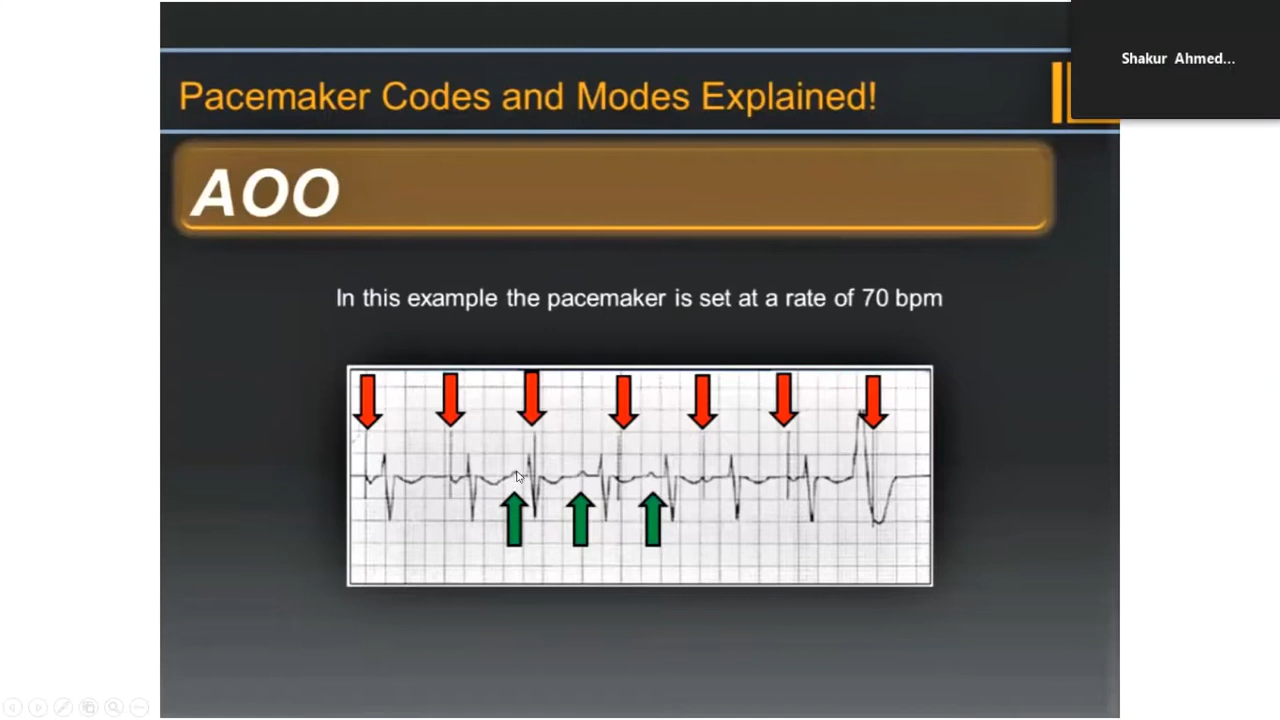 Shakur Ahmed...
Pacemaker Codes and Modes Explained!
AOO
In this example the pacemaker is set at a rate of 70 bpm